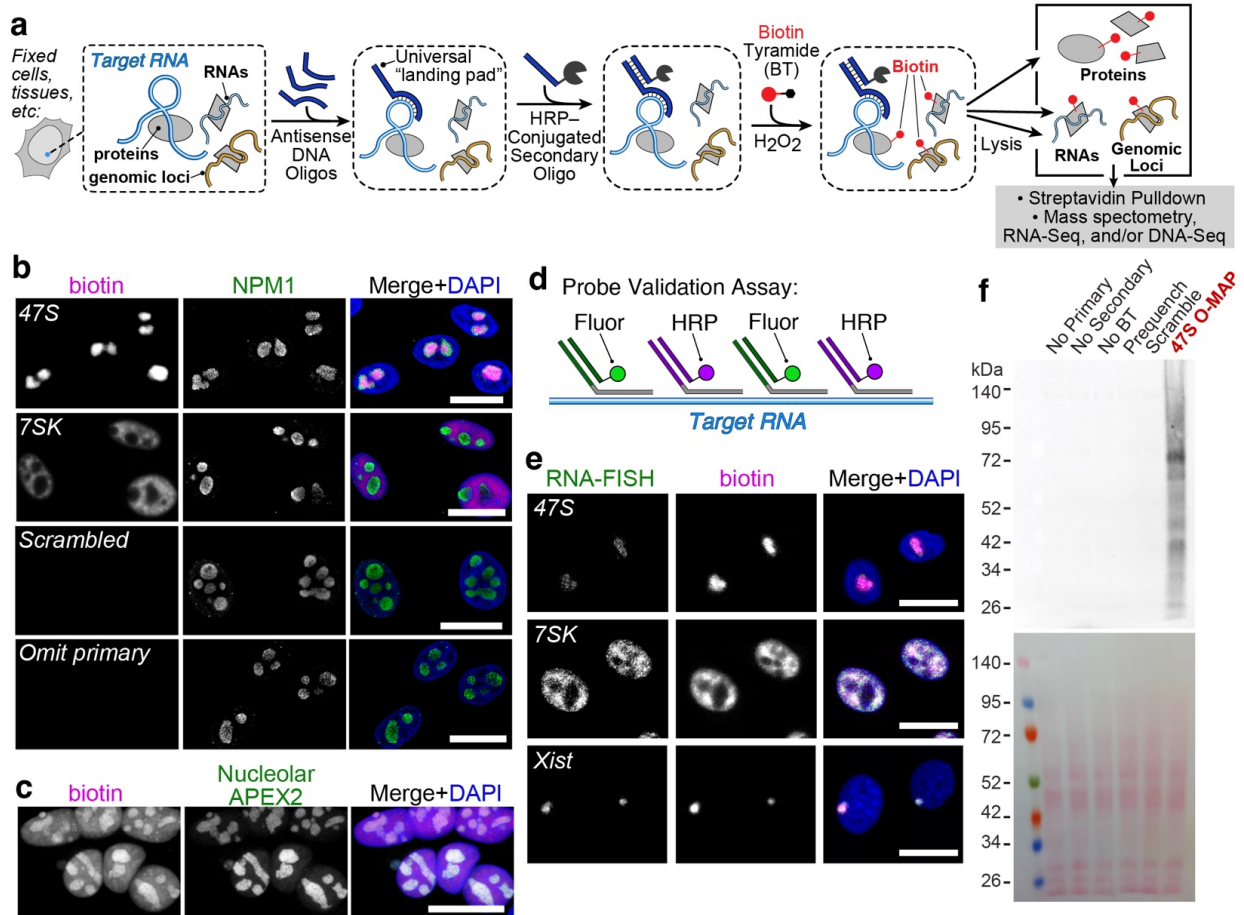 a
Fixed
cells,
tissues,
etc:
Target RNA
RNAs
proteins
genomic loci
Antisense
DNA
Oligos
Universal
“landing pad”
HRP–
Conjugated
Secondary
Oligo
Biotin
Tyramide
(BT)
H2O2
Biotin
Lysis
Proteins
RNAs
Genomic
Loci
• Streptavidin Pulldown
• Mass spectometry,
RNA-Seq, and/or DNA-Seq
b
biotin
NPM1
Merge+DAPI
47S
7SK
Scrambled
Omit primary
c
biotin
Nucleolar
APEX2
Merge+DAPI
d
Probe Validation Assay:
Fluor
HRP
Fluor
HRP
Target RNA
e
RNA-FISH
biotin
Merge+DAPI
47S
7SK
Xist
f
No Primary
No Secondary
No BT
Prequench
Scramble
47S O-MAP
kDa
140
95
72
52
42
34
26
140
95
72
52
42
34
26